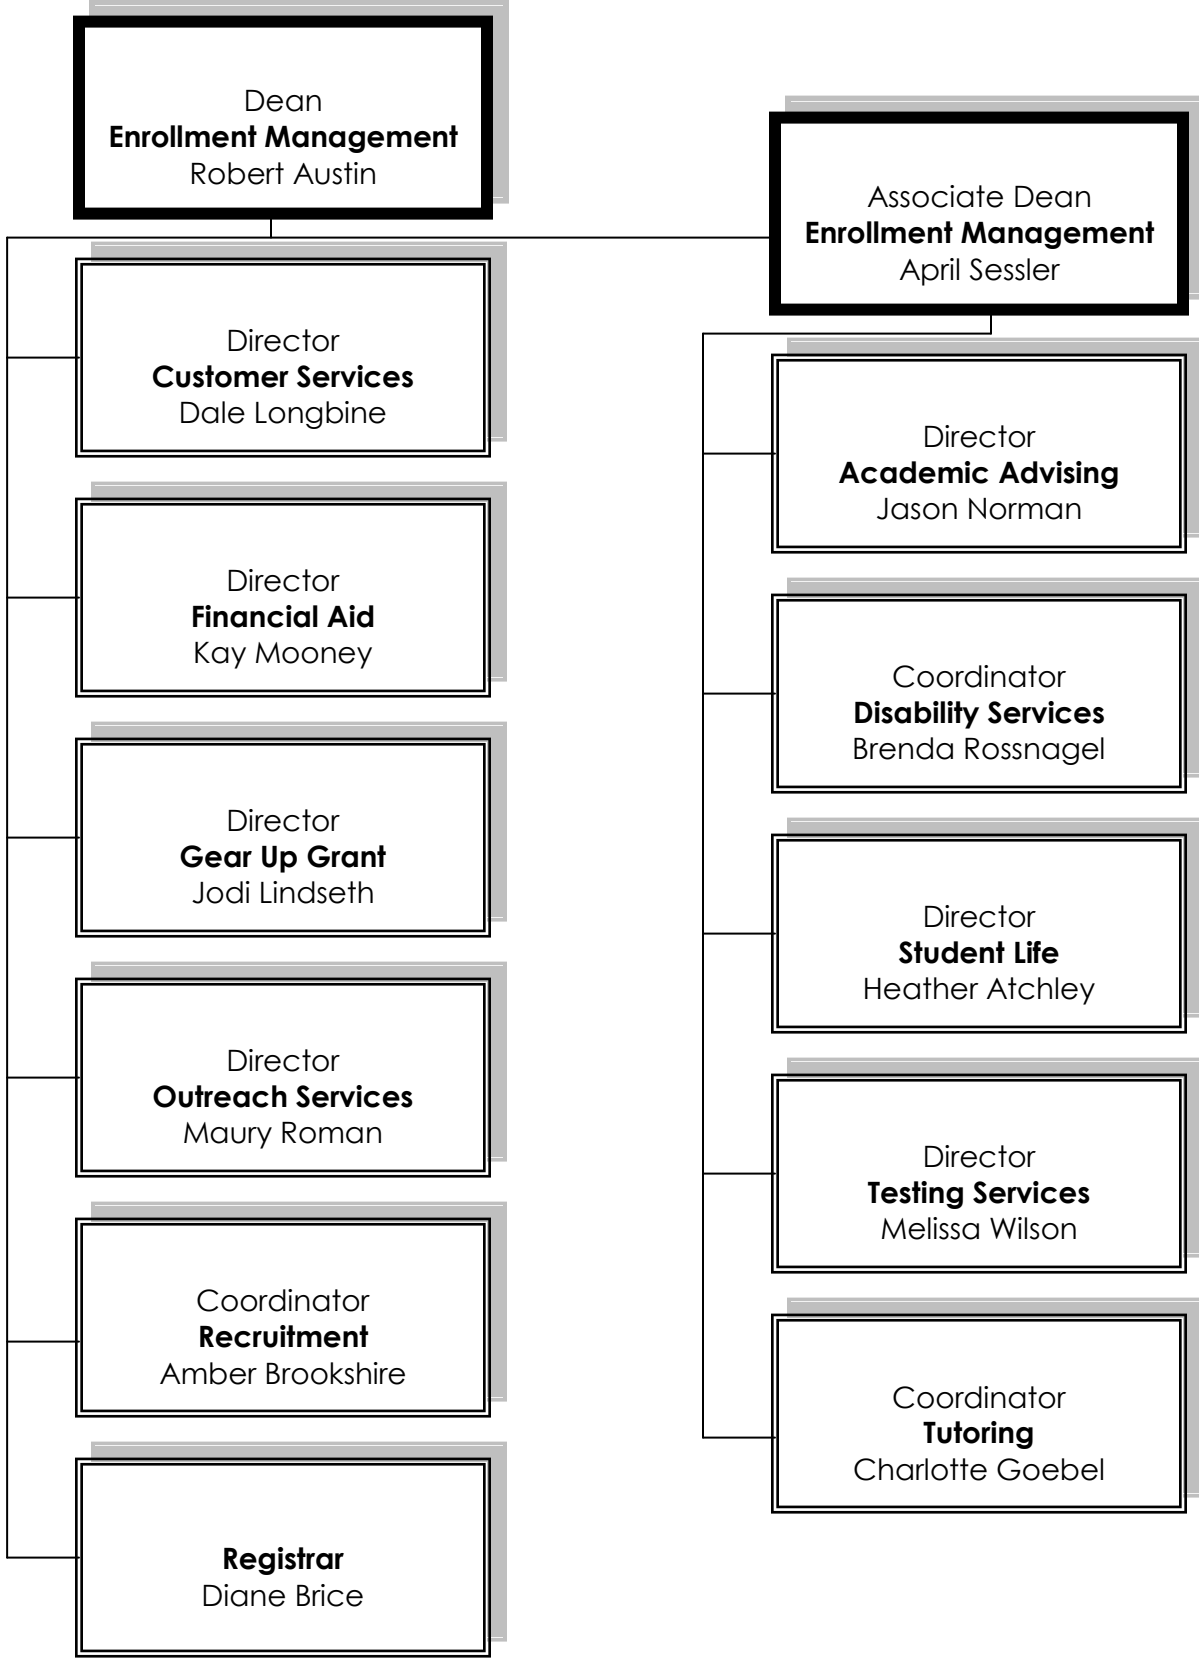 Dean
Enrollment Management
Robert Austin
Associate Dean
Enrollment Management
April Sessler
Director
Customer Services
Dale Longbine
Director
Financial Aid
Kay Mooney
Director
Gear Up Grant
Jodi Lindseth
Director
Outreach Services
Maury Roman
Coordinator
Recruitment
Amber Brookshire
Registrar
Diane Brice
Director
Academic Advising
Jason Norman
Coordinator
Disability Services
Brenda Rossnagel
Director
Student Life
Heather Atchley
Director
Testing Services
Melissa Wilson
Coordinator
Tutoring
Charlotte Goebel